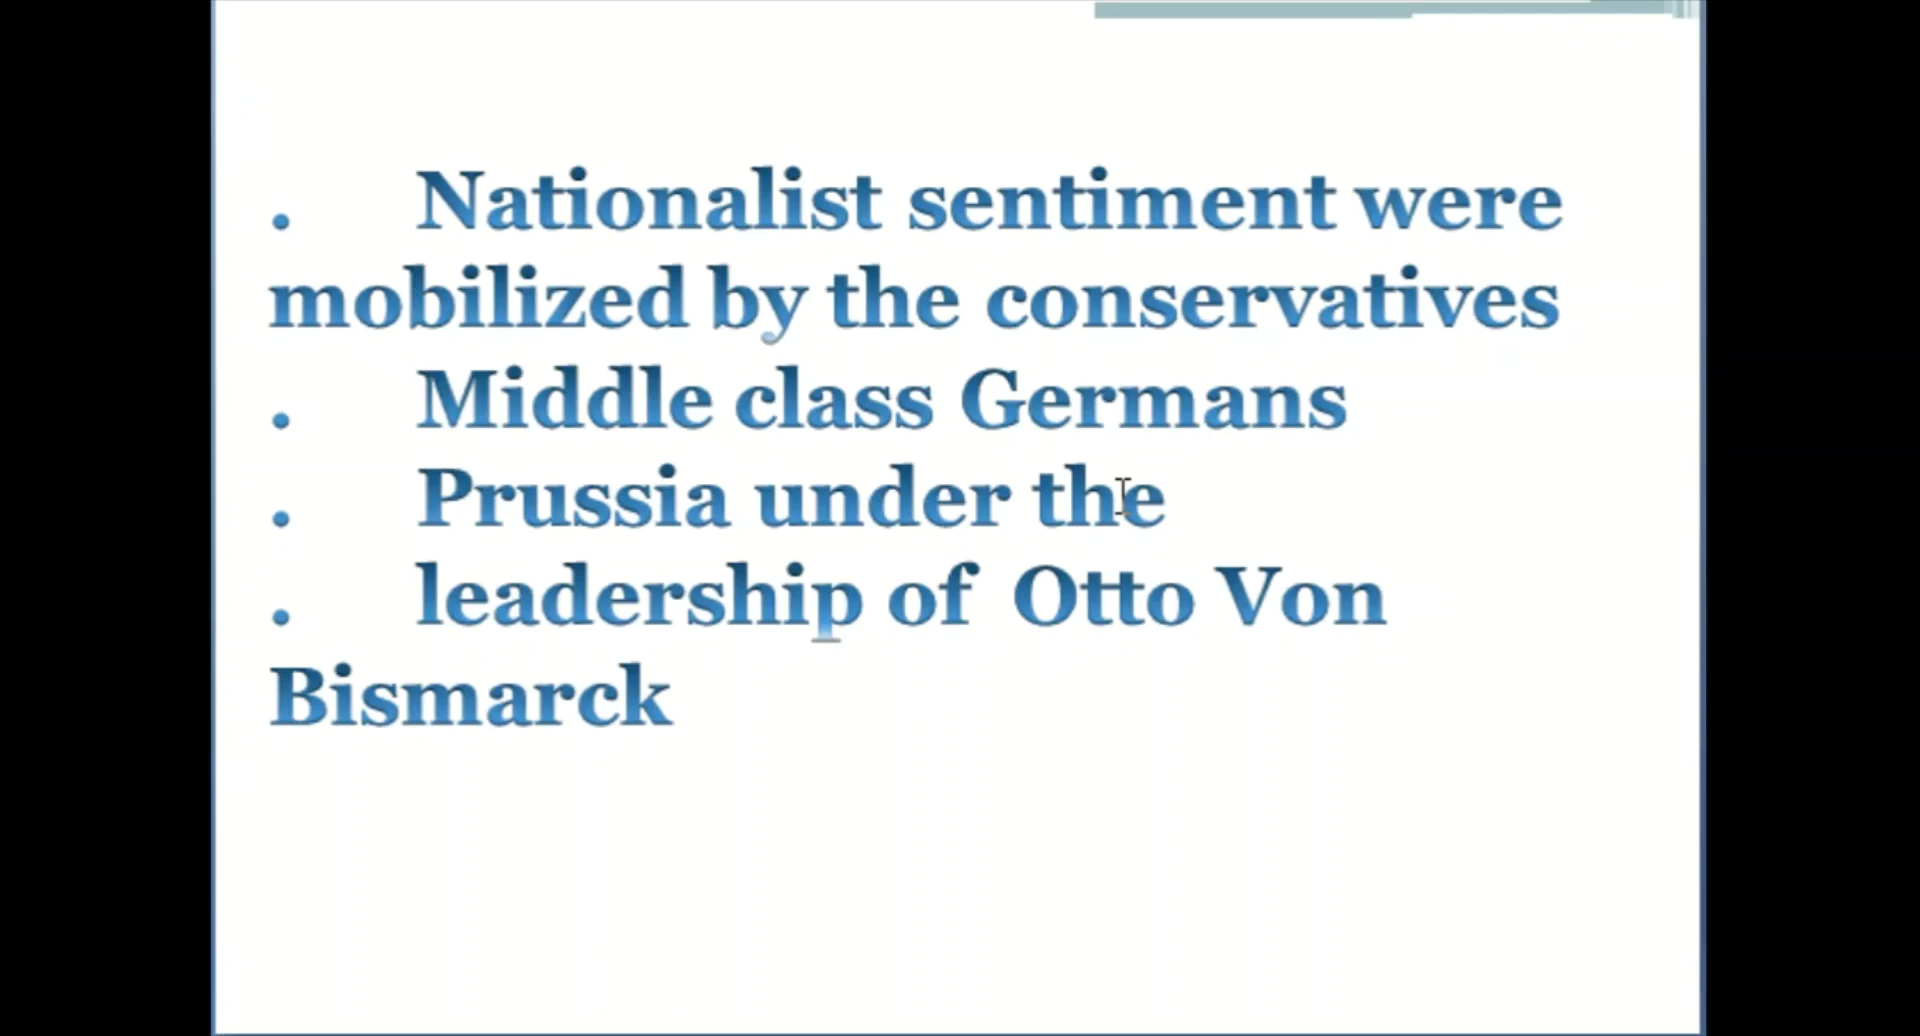 . Nationalist sentiment were
mobilized by the conservatives
. Middle class Germans
. Prussia under the
. leadership of Otto Von
Bismarck